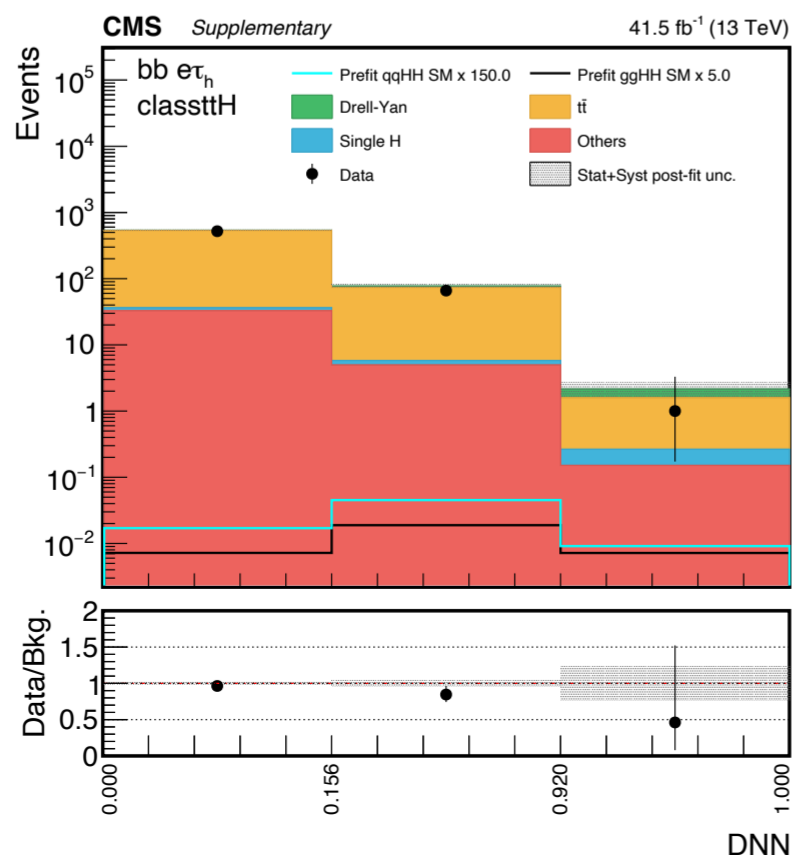 CMS Supplementary 41.5 fb⁻¹ (13 TeV)
Events
10⁵
10⁴
10³
10²
10
1
10⁻¹
10⁻²
bb eτₕ
classttH
Prefit qqHH SM x 150.0 Prefit ggHH SM x 5.0
Drell-Yan tt̄
Single H Others
Data Stat+Syst post-fit unc.
Data/Bkg.
2
1.5
1
0.5
0
0.000 0.156 0.920 1.000
DNN